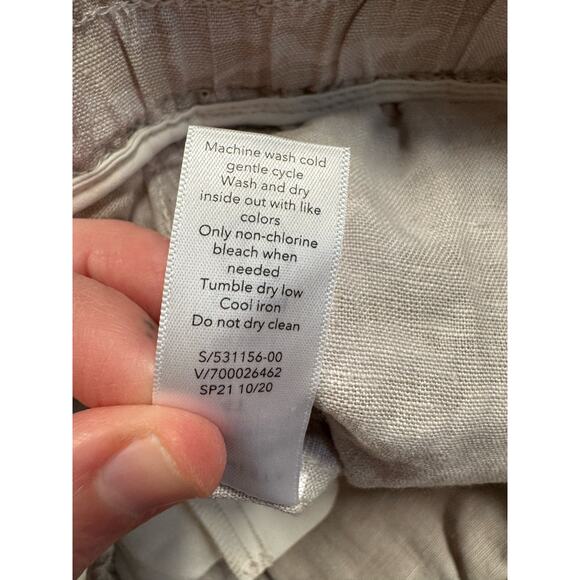 Machine wash cold
gentle cycle
Wash and dry
inside out with like
colors
Only non-chlorine
bleach when
needed
Tumble dry low
Cool iron
Do not dry clean
S/531156-00
V/700026462
SP21 10/20